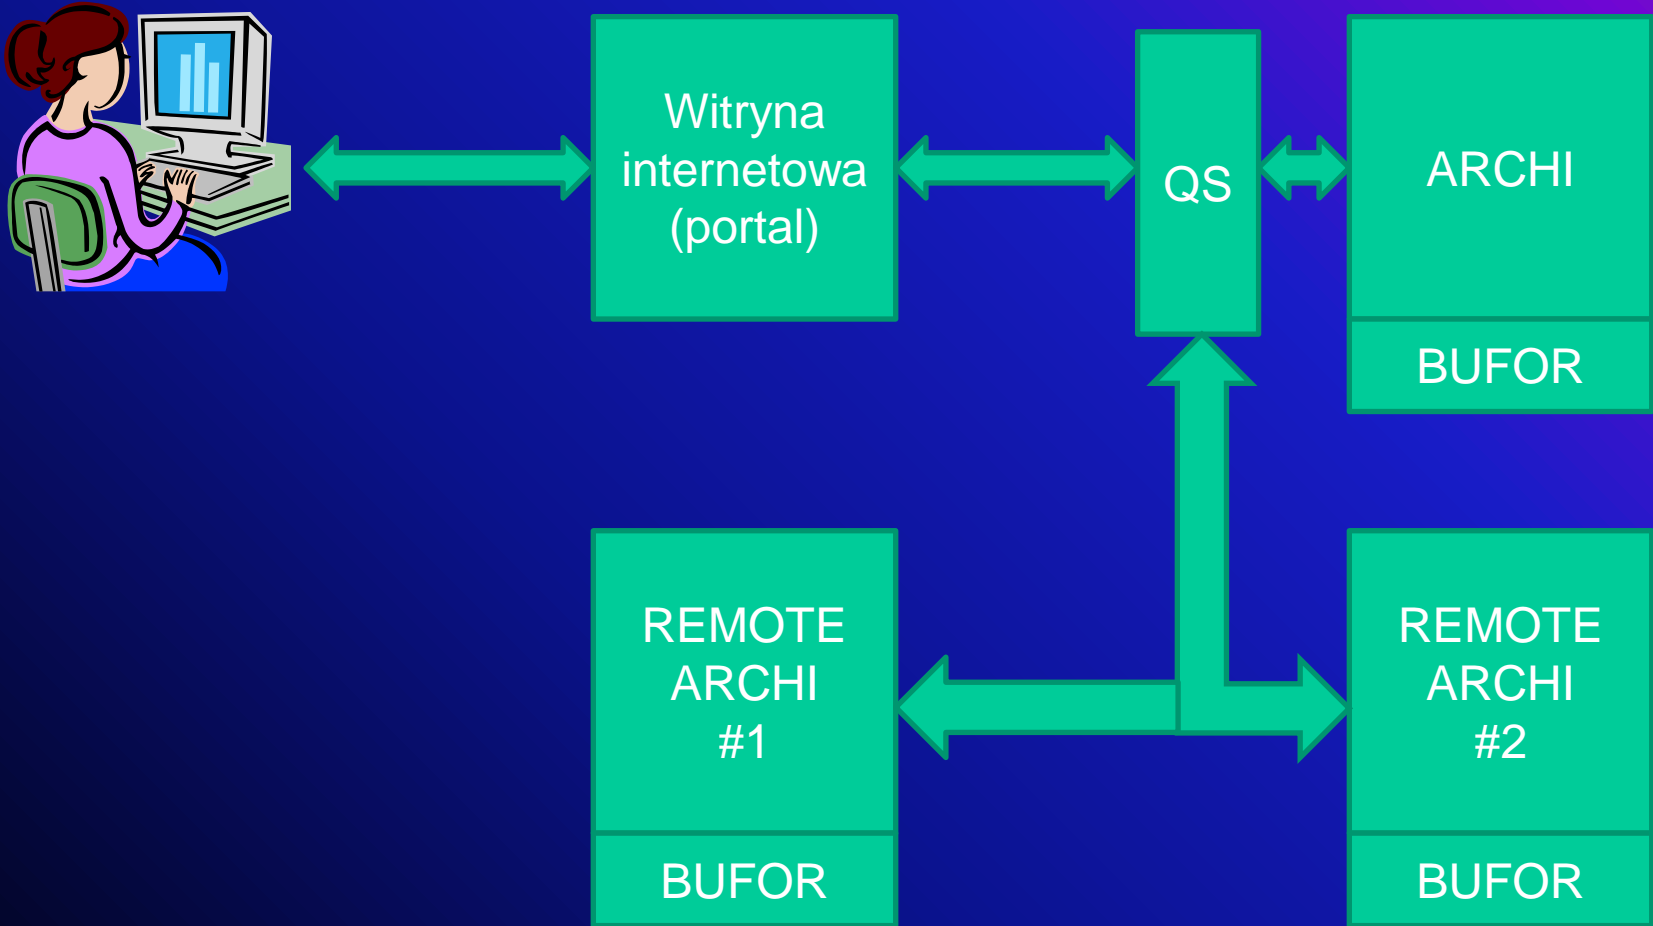 Witryna
internetowa
(portal)
QS
ARCHI
BUFOR
REMOTE
ARCHI
#1
BUFOR
REMOTE
ARCHI
#2
BUFOR